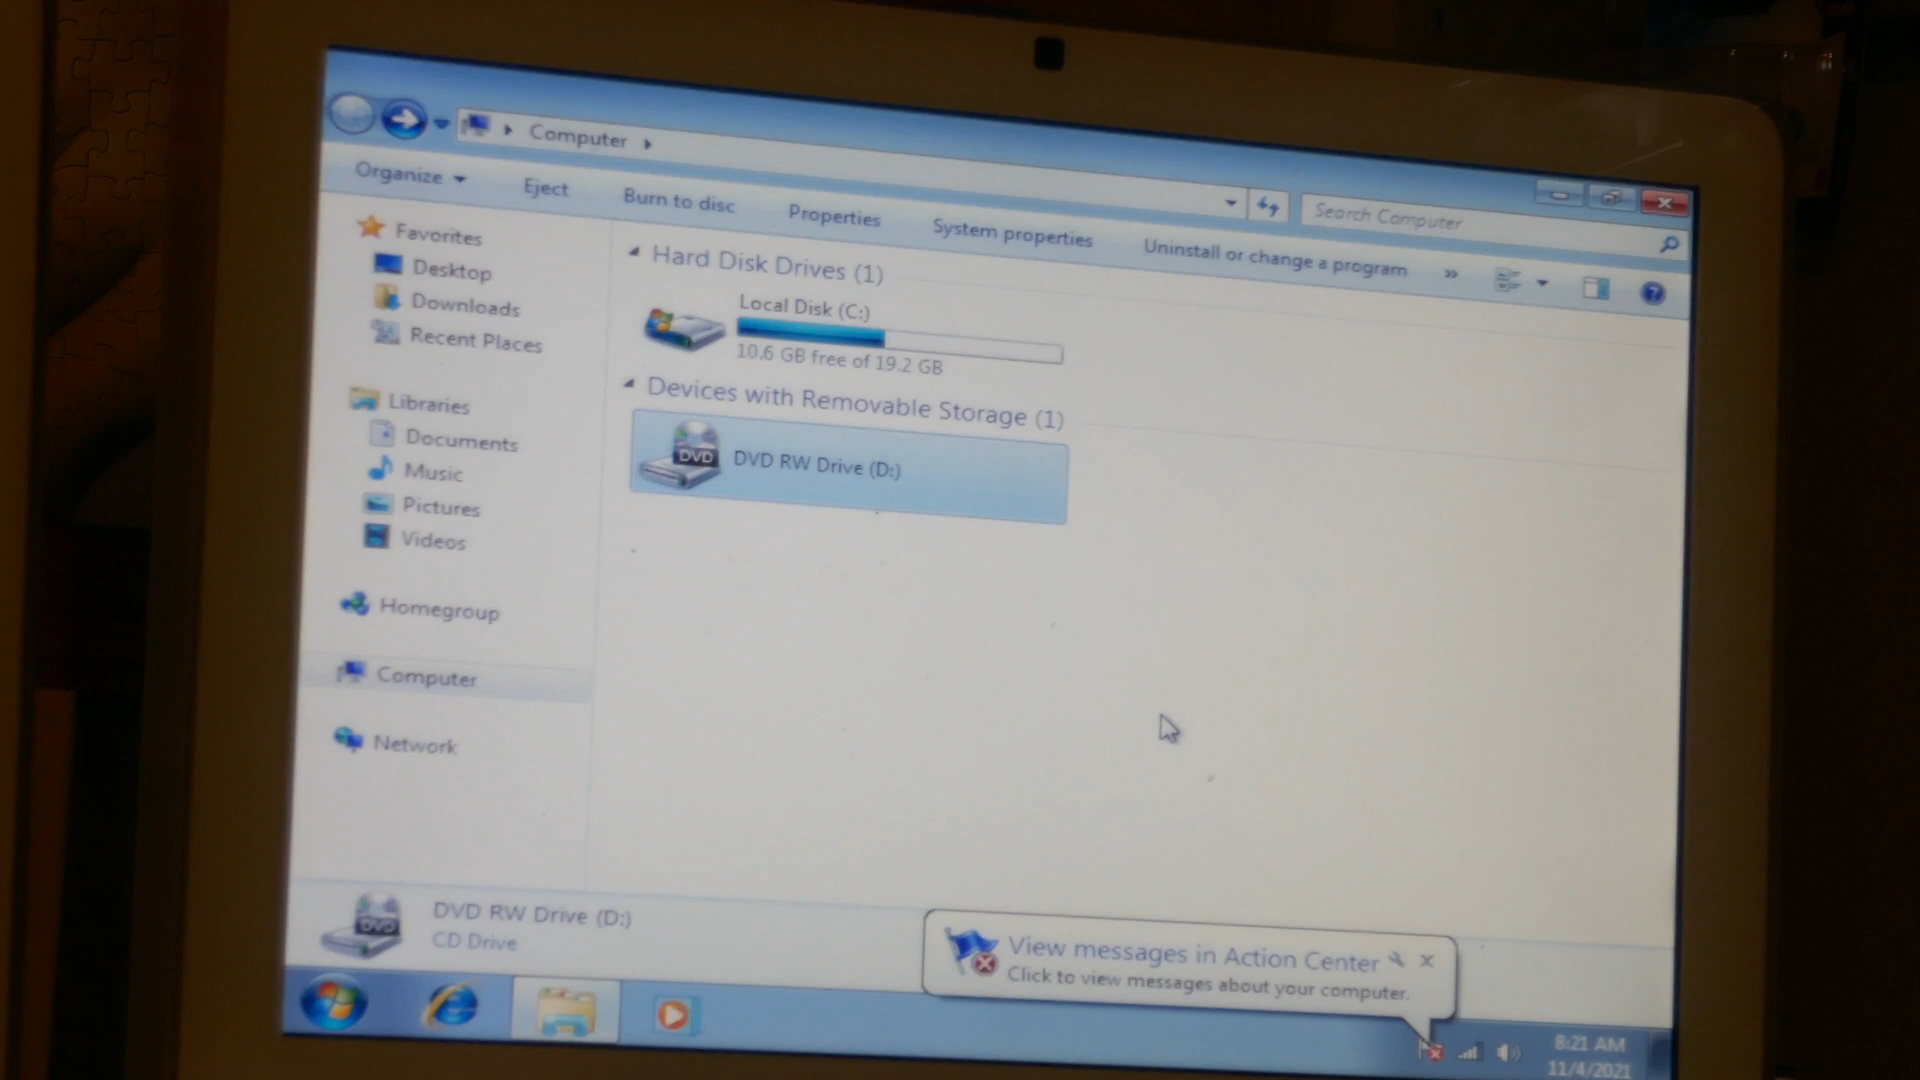 Computer
Search Computer
Organize
Eject
Burn to disc
Properties
System properties
Uninstall or change a program
»
Favorites
Desktop
Downloads
Recent Places
Libraries
Documents
Music
Pictures
Videos
Homegroup
Computer
Network
Hard Disk Drives (1)
Local Disk (C:)
10.6 GB free of 19.2 GB
Devices with Removable Storage (1)
DVD
DVD RW Drive (D:)
DVD
DVD RW Drive (D:)
CD Drive
View messages in Action Center
Click to view messages about your computer.
8:21 AM
11/4/2021